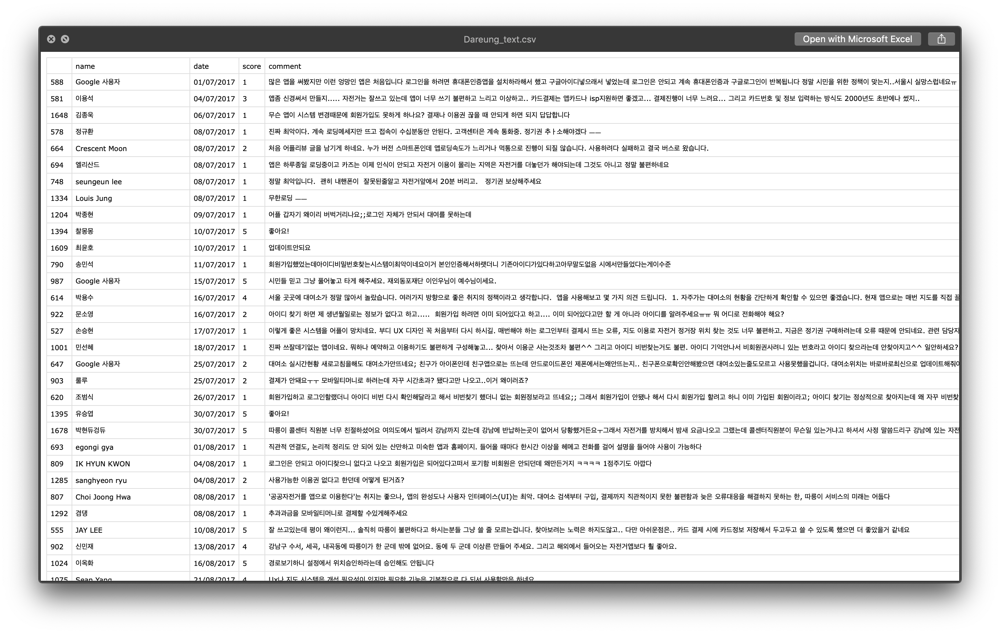 Dareung_text.csv
Open with Microsoft Excel
name date score comment
588 Google 사용자 01/07/2017 1 많은 앱을 써봤지만 이런 엉망인 앱은 처음입니다 로그인을 하려면 휴대폰인증앱을 설치하라해서 했고 구글아이디넣으래서 넣었는데 로그인은 안되고 계속 휴대폰인증과 구글로그인이 반복됩니다 정말 시민을 위한 정책이 맞는지..서울시 실망스럽네요ㅠ
581 이용석 04/07/2017 3 앱좀 신경써서 만들지..... 자전거는 잘쓰고 있는데 앱이 너무 쓰기 불편하고 느리고 이상하고.. 카드결제는 앱카드나 isp지원하면 좋겠고... 결제진행이 너무 느려요... 그리고 카드번호 및 정보 입력하는 방식도 2000년도 초반에나 썼지..
1648 김종욱 06/07/2017 1 무슨 앱이 시스템 변경때문에 회원가입도 못하게 하나요? 결재나 이용권 끊을 때 안되게 하면 되지 답답합니다
578 정규환 08/07/2017 1 진짜 최악이다. 계속 로딩메세지만 뜨고 접속이 수십분동안 안된다. 고객센터은 계속 통화중. 정기권 추ㅏ소해야겠다 ㅡㅡ
664 Crescent Moon 08/07/2017 2 처음 어플리뷰 글을 남기게 하네요. 누가 버전 스마트폰인데 앱로딩속도가 느리거나 먹통으로 진행이 되질 않습니다. 사용하려다 실패하고 결국 버스로 왔습니다.
694 엘리산드 08/07/2017 1 앱은 하루종일 로딩중이고 카즈는 이제 인식이 안되고 자전거 이용이 몰리는 지역은 자전거를 더놓던가 해야되는데 그것도 아니고 정말 불편하네요
748 seungeun lee 08/07/2017 1 정말 최악입니다.  괜히 내핸폰이  잘못된줄알고 자전거앞에서 20분 버리고.   정기권 보상해주세요
1334 Louis Jung 08/07/2017 1 무한로딩 ㅡㅡ
1204 박종현 09/07/2017 1 어플 갑자기 왜이리 버벅거리나요;;로그인 자체가 안되서 대여를 못하는데
1394 찰몽몽 10/07/2017 5 좋아요!
1609 최윤호 10/07/2017 1 업데이트안되요
790 송민석 11/07/2017 1 회원가입했었는데아이디비밀번호찾는시스템이최악이네요이거 본인인증해서하랫더니 기존아이디가있다하고아무말도없음 시에서만들었다는게이수준
987 Google 사용자 15/07/2017 5 시민들 믿고 그냥 풀어놓고 타게 해주세요. 재외동포재단 이인우님이 예수님이세요.
614 박용수 16/07/2017 4 서울 곳곳에 대여소가 정말 많아서 놀랐습니다. 여러가지 방향으로 좋은 취지의 정책이라고 생각합니다.  앱을 사용해보고 몇 가지 의견 드립니다.  1. 자주가는 대여소의 현황을 간단하게 확인할 수 있으면 좋겠습니다. 현재 앱으로는 매번 지도를 직접 끌
922 문소영 16/07/2017 2 아이디 찾기 하면 제 생년월일로는 정보가 없다고 하고.....  회원가입 하려면 이미 되어있다고 하고.... 이미 되어있다고만 할 게 아니라 아이디를 알려주세요ㅠㅠ 뭐 어디로 전화해야 해요?
527 손승현 17/07/2017 1 이렇게 좋은 시스템을 어플이 망치네요. 부디 UX 디자인 꼭 처음부터 다시 하시길. 매번해야 하는 로그인부터 결제시 뜨는 오류, 지도 이용로 자전거 정거장 위치 찾는 것도 너무 불편하고. 지금은 정기권 구매하려는데 오류 때문에 안되네요. 관련 담당자
1001 민선혜 18/07/2017 1 진짜 쓰잘데기없는 앱이네요. 뭐하나 예약하고 이용하기도 불편하게 구성해놓고... 찾아서 이용군 사는것조차 불편^^ 그리고 아이디 비번찾는거도 불편. 아이디 기억안나서 비회원권사려니 있는 번호라고 아이디 찾으라는데 안찾아지고^^ 일안하세요?
647 Google 사용자 25/07/2017 2 대여소 실시간현황 새로고침을해도 대여소가안뜨네요; 친구가 아이폰인데 친구앱으로는 뜨는데 안드로이드폰인 제폰에서는왜안뜨는지.. 친구폰으로확인안해봤으면 대여소있는줄도모르고 사용못했을겁니다. 대여소위치는 바로바로최신으로 업데이트해줘야
903 룰루 25/07/2017 2 결제가 안돼요ㅜㅜ 모바일티머니로 하려는데 자꾸 시간초과? 됐다고만 나오고..이거 왜이러죠?
620 조범식 26/07/2017 1 회원가입하고 로그인할랬더니 아이디 비번 다시 확인해달라고 해서 비번찾기 했더니 없는 회원정보라고 뜨네요;; 그래서 회원가입이 안됐나 해서 다시 회원가입 할려고 하니 이미 가입된 회원이라고; 아이디 찾기는 정상적으로 찾아지는데 왜 자꾸 비번찾
1395 유승엽 30/07/2017 5 좋아요!
1678 박현듀겅듀 30/07/2017 5 따릉이 콜센터 직원분 너무 친절하셨어요 여의도에서 빌려서 강남까지 갔는데 강남에 반납하는곳이 없어서 당황했거든요ㅜ그래서 자전거를 방치해서 밤새 요금나오고 그랬는데 콜센터직원분이 무슨일 있는거냐고 하셔서 사정 말씀드리구 강남에 있는 자전
693 egongi gya 01/08/2017 1 직관적 연결도, 논리적 정리도 안 되어 있는 산만하고 미숙한 앱과 홈페이지. 들어올 때마다 한시간 이상을 헤메고 전화를 걸어 설명을 들어야 사용이 가능하다
809 IK HYUN KWON 04/08/2017 1 로그인은 안되고 아이디찾으니 없다고 나오고 회원가입은 되어있다고떠서 포기함 비회원은 안되던데 왜만든거지 ㅋㅋㅋㅋ 1점주기도 아깝다
1285 sanghyeon ryu 04/08/2017 2 사용가능한 이용권 없다고 한던데 어떻게 된거죠?
807 Choi Joong Hwa 08/08/2017 1 '공공자전거를 앱으로 이용한다'는 취지는 좋으나, 앱의 완성도나 사용자 인터페이스(UI)는 최악. 대여소 검색부터 구입, 결제까지 직관적이지 못한 불편함과 늦은 오류대응을 해결하지 못하는 한, 따릉이 서비스의 미래는 어둡다
1292 겸댕 08/08/2017 1 추과과금을 모바일티머니로 결제할 수있게해주세요
555 JAY LEE 10/08/2017 5 잘 쓰고있는데 평이 왜이런지... 솔직히 따릉이 불편하다고 하시는분들 그냥 쓸 줄 모르는겁니다. 찾아보려는 노력은 하지도않고.. 다만 아쉬운점은.. 카드 결제 시에 카드정보 저장해서 두고두고 쓸 수 있도록 했으면 더 좋았을거 같네요
902 신민재 13/08/2017 4 강남구 수서, 세곡, 내곡동에 따릉이가 한 군데 밖에 없어요. 동에 두 군데 이상른 만들어 주세요. 그리고 해외에서 들어오는 자전거앱보다 훨 좋아요.
1024 이옥화 16/08/2017 5 경로보기하니 설정에서 위치승인하라는데 승인해도 안됩니다
1075 Sean Yang 21/08/2017 4 Ux나 지도 시스템은 개선 필요성이 있지만 필요한 기능은 기본적으로 다 되서 사용할만은 하네요